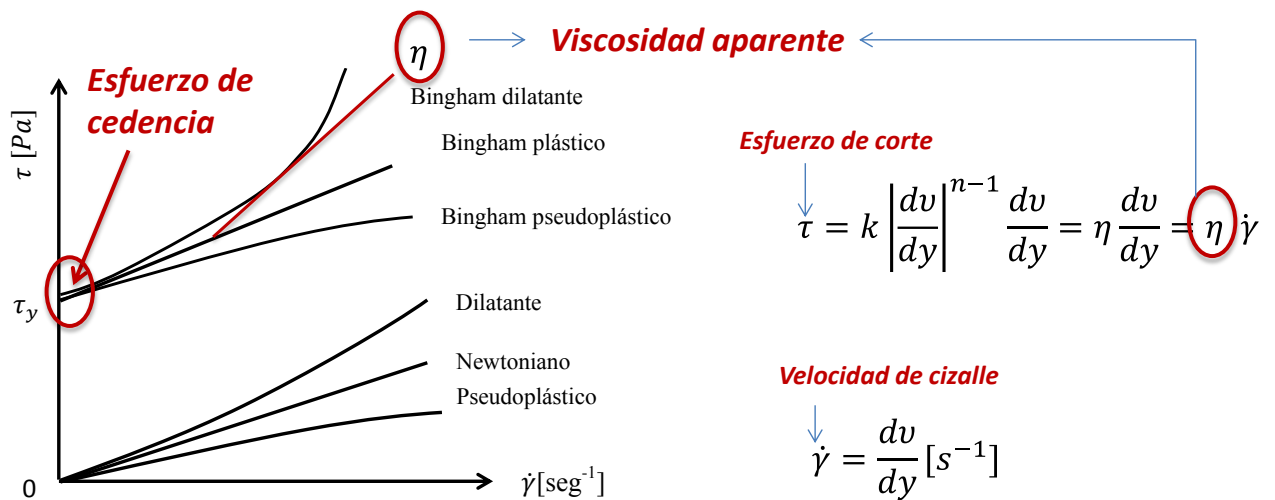 η
Viscosidad aparente
Esfuerzo de
cedencia
τ [Pa]
Bingham dilatante
Bingham plástico
Bingham pseudoplástico
τ_y
Dilatante
Newtoniano
Pseudoplástico
0
γ̇[seg⁻¹]
Esfuerzo de corte
τ = k |dυ/dy|ⁿ⁻¹ dυ/dy = η dυ/dy = η γ̇
Velocidad de cizalle
γ̇ = dυ/dy [s⁻¹]